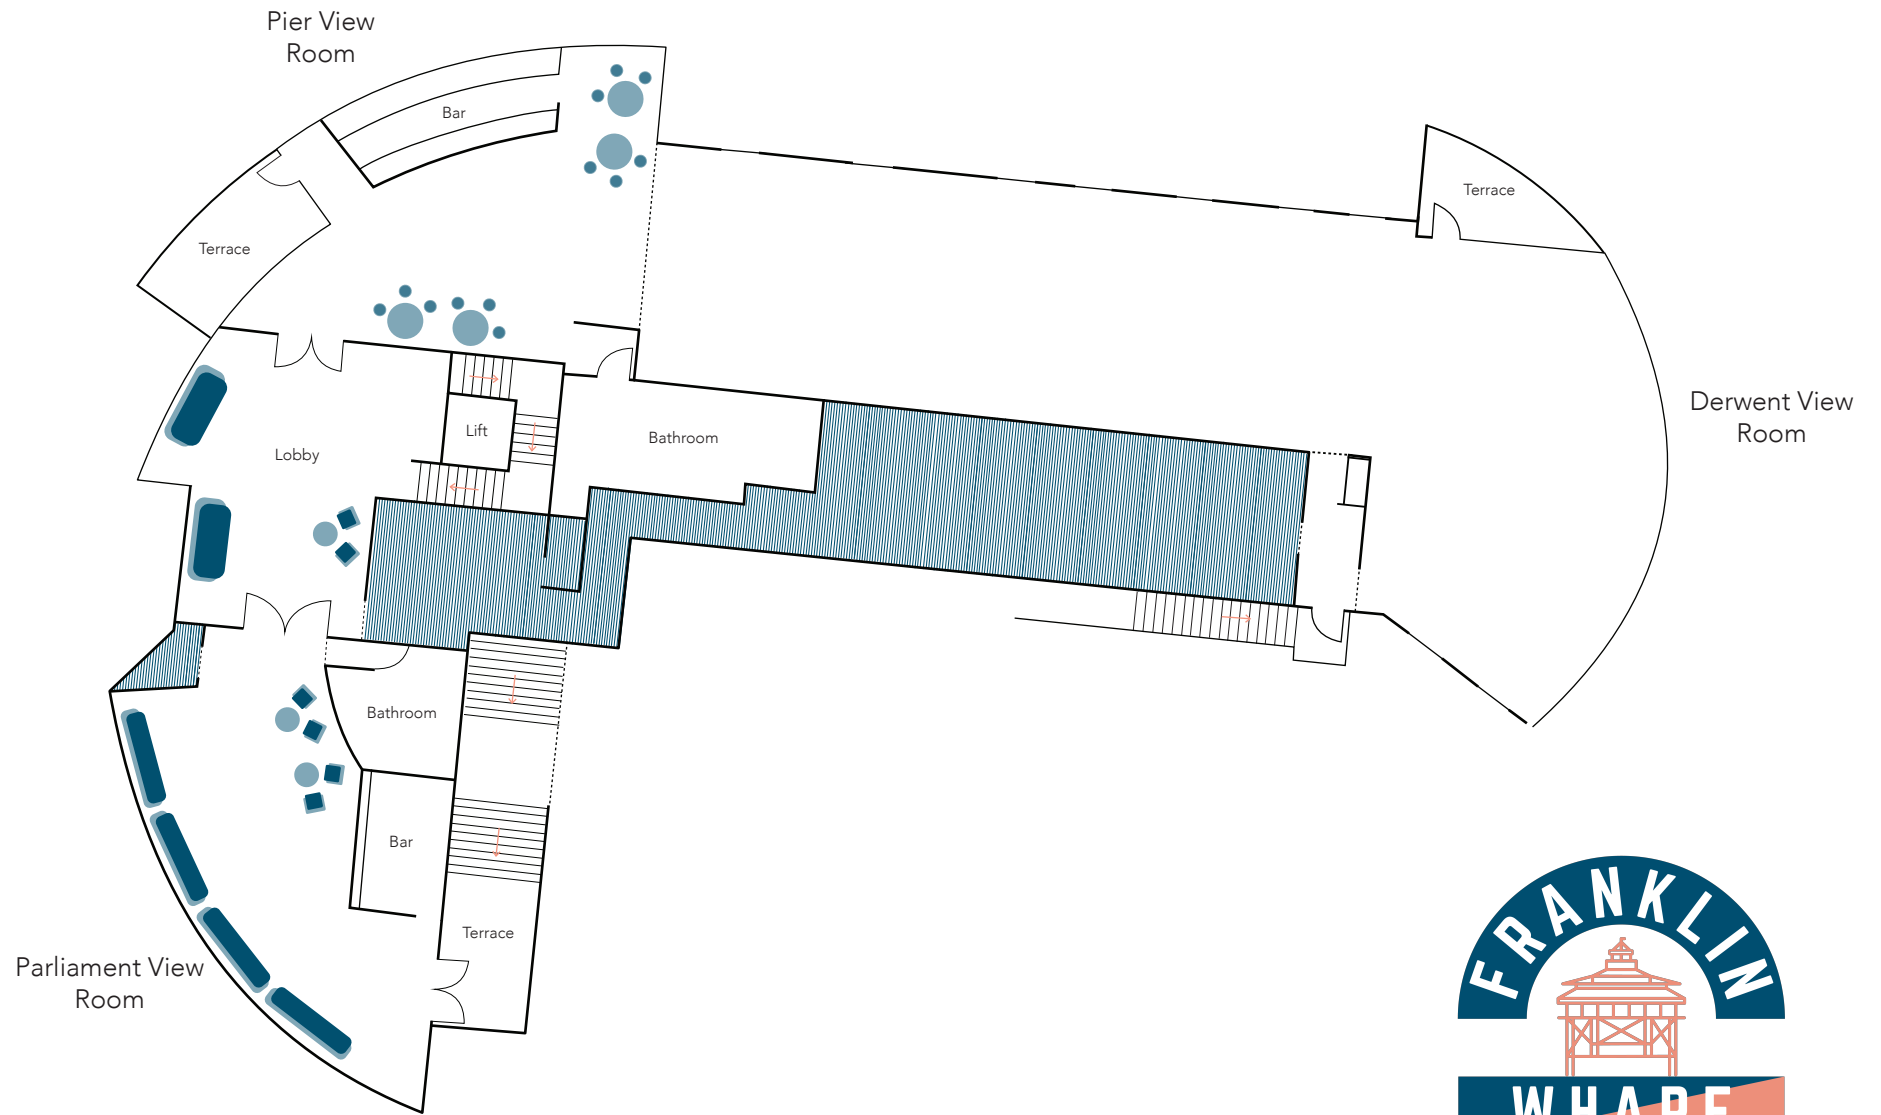 Pier View
Room
Bar
Terrace
Terrace
Derwent View
Room
Lift
Bathroom
Lobby
Bathroom
Bar
Terrace
Parliament View
Room
FRANKLIN
WHARF